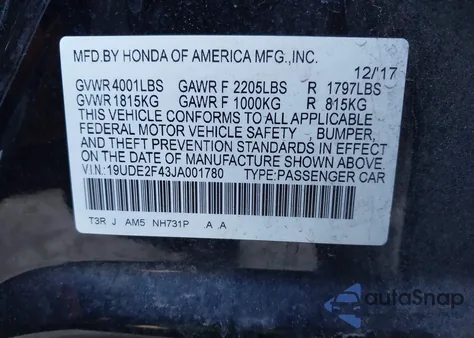 MFD.BY HONDA OF AMERICA MFG.,INC.
12/'17
GVWR 4001LBS GAWR F 2205LBS R 1797LBS
GVWR 1815KG GAWR F 1000KG R 815KG
THIS VEHICLE CONFORMS TO ALL APPLICABLE
FEDERAL MOTOR VEHICLE SAFETY BUMPER,
AND THEFT PREVENTION STANDARDS IN EFFECT
ON THE DATE OF MANUFACTURE SHOWN ABOVE.
V.I.N.:19UDE2F43JA001780 TYPE:PASSENGER CAR
T3R J AM5 NH731P .A .A
autoSnap